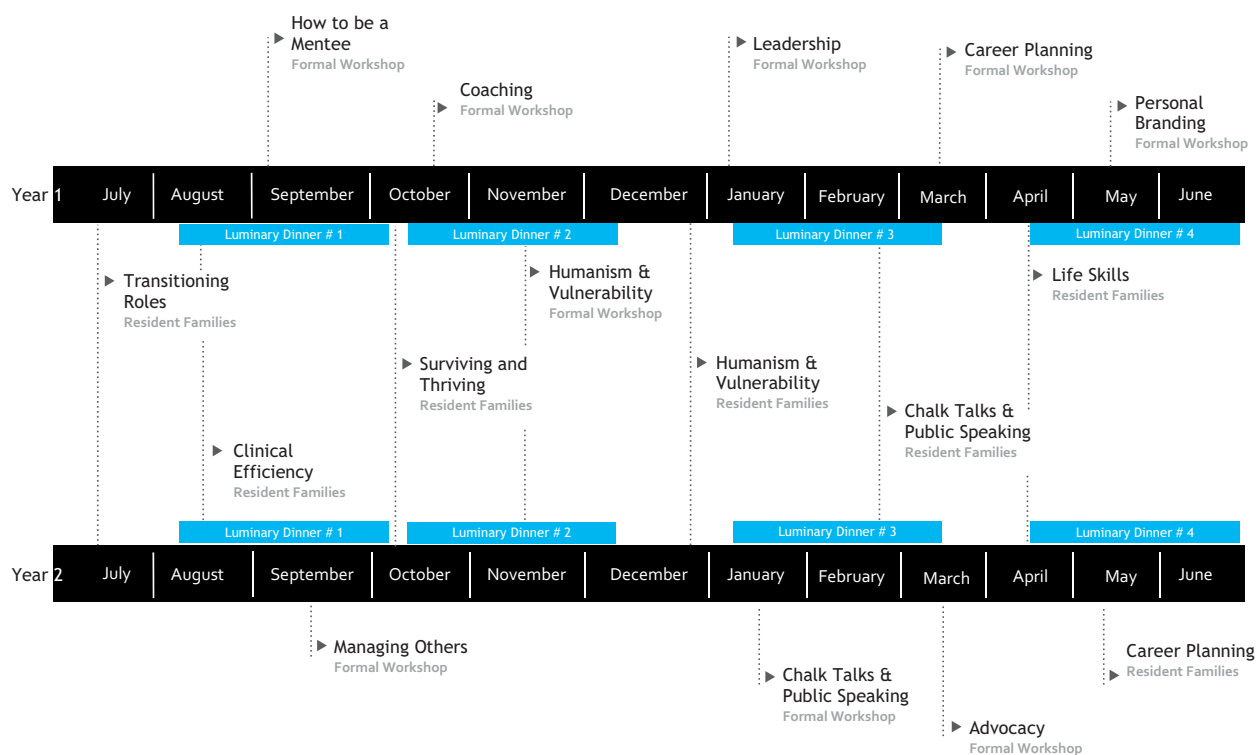 How to be a
Mentee
Formal Workshop
Coaching
Formal Workshop
Leadership
Formal Workshop
Career Planning
Formal Workshop
Personal
Branding
Formal Workshop
Year 1 July August September October November December January February March April May June
Luminary Dinner # 1 Luminary Dinner # 2 Luminary Dinner # 3 Luminary Dinner # 4
Transitioning
Roles
Resident Families
Humanism &
Vulnerability
Formal Workshop
Life Skills
Resident Families
Surviving and
Thriving
Resident Families
Humanism &
Vulnerability
Resident Families
Chalk Talks &
Public Speaking
Resident Families
Clinical
Efficiency
Resident Families
Luminary Dinner # 1 Luminary Dinner # 2 Luminary Dinner # 3 Luminary Dinner # 4
Year 2 July August September October November December January February March April May June
Managing Others
Formal Workshop
Chalk Talks &
Public Speaking
Formal Workshop
Advocacy
Formal Workshop
Career Planning
Resident Families